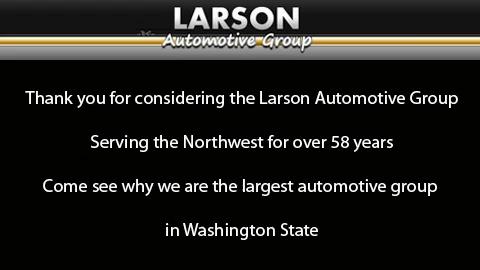 LARSON
Automotive Group
Thank you for considering the Larson Automotive Group
Serving the Northwest for over 58 years
Come see why we are the largest automotive group
in Washington State